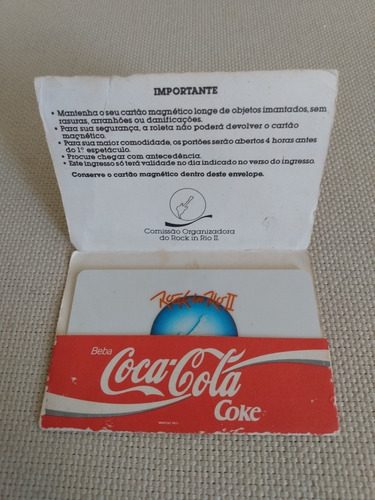 IMPORTANTE
• Mantenha o seu cartão magnético longe de objetos imantados, sem
rasuras, arranhões ou damificações.
• Para sua segurança, a roleta não poderá devolver o cartão
magnético.
• Para sua maior comodidade, os portões serão abertos 4 horas antes
do 1º espetáculo.
• Procure chegar com antecedência.
• Este ingresso só terá validade no dia indicado no verso do ingresso.
Conserve o cartão magnético dentro deste envelope.
Comissão Organizadora
do Rock in Rio II.
Rock in Rio II
Beba
Coca-Cola
Coke